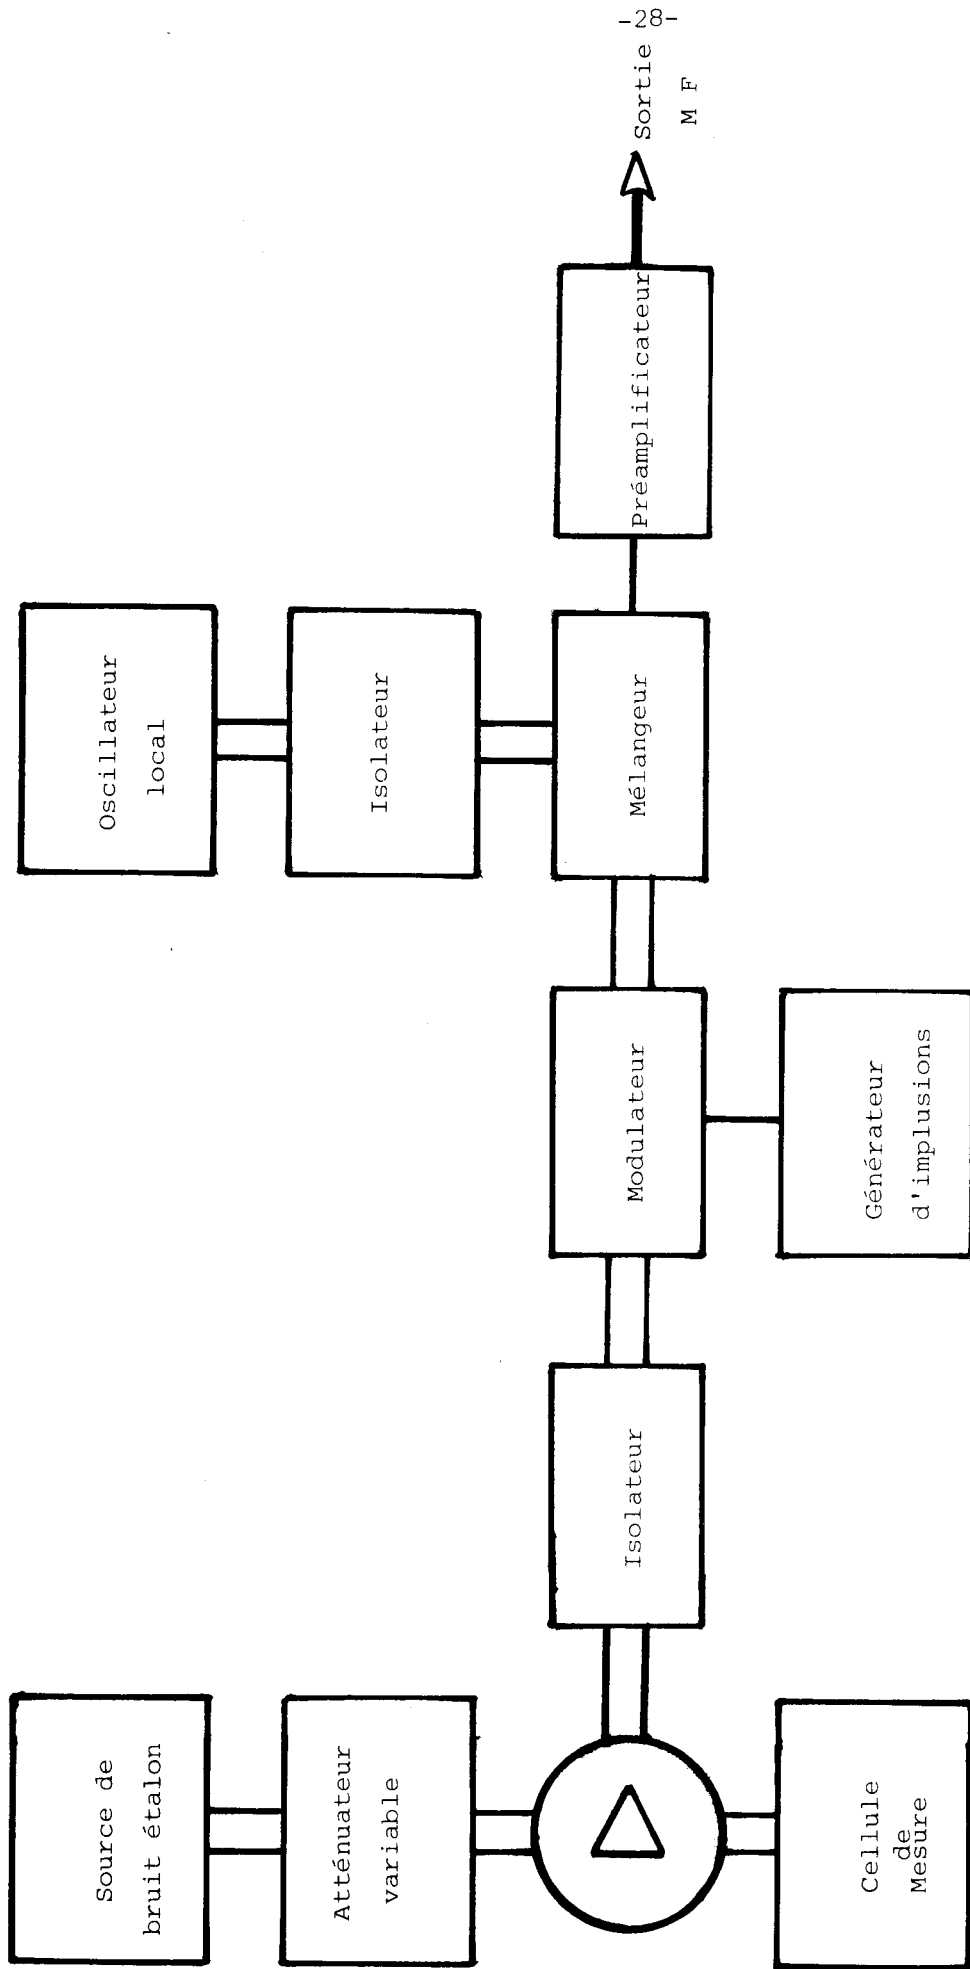 -28-
Source de
bruit étalon
Atténuateur
variable
Cellule
de
Mesure
Isolateur
Modulateur
Générateur
d'implusions
Oscillateur
local
Isolateur
Mélangeur
Préamplificateur
Sortie
M F